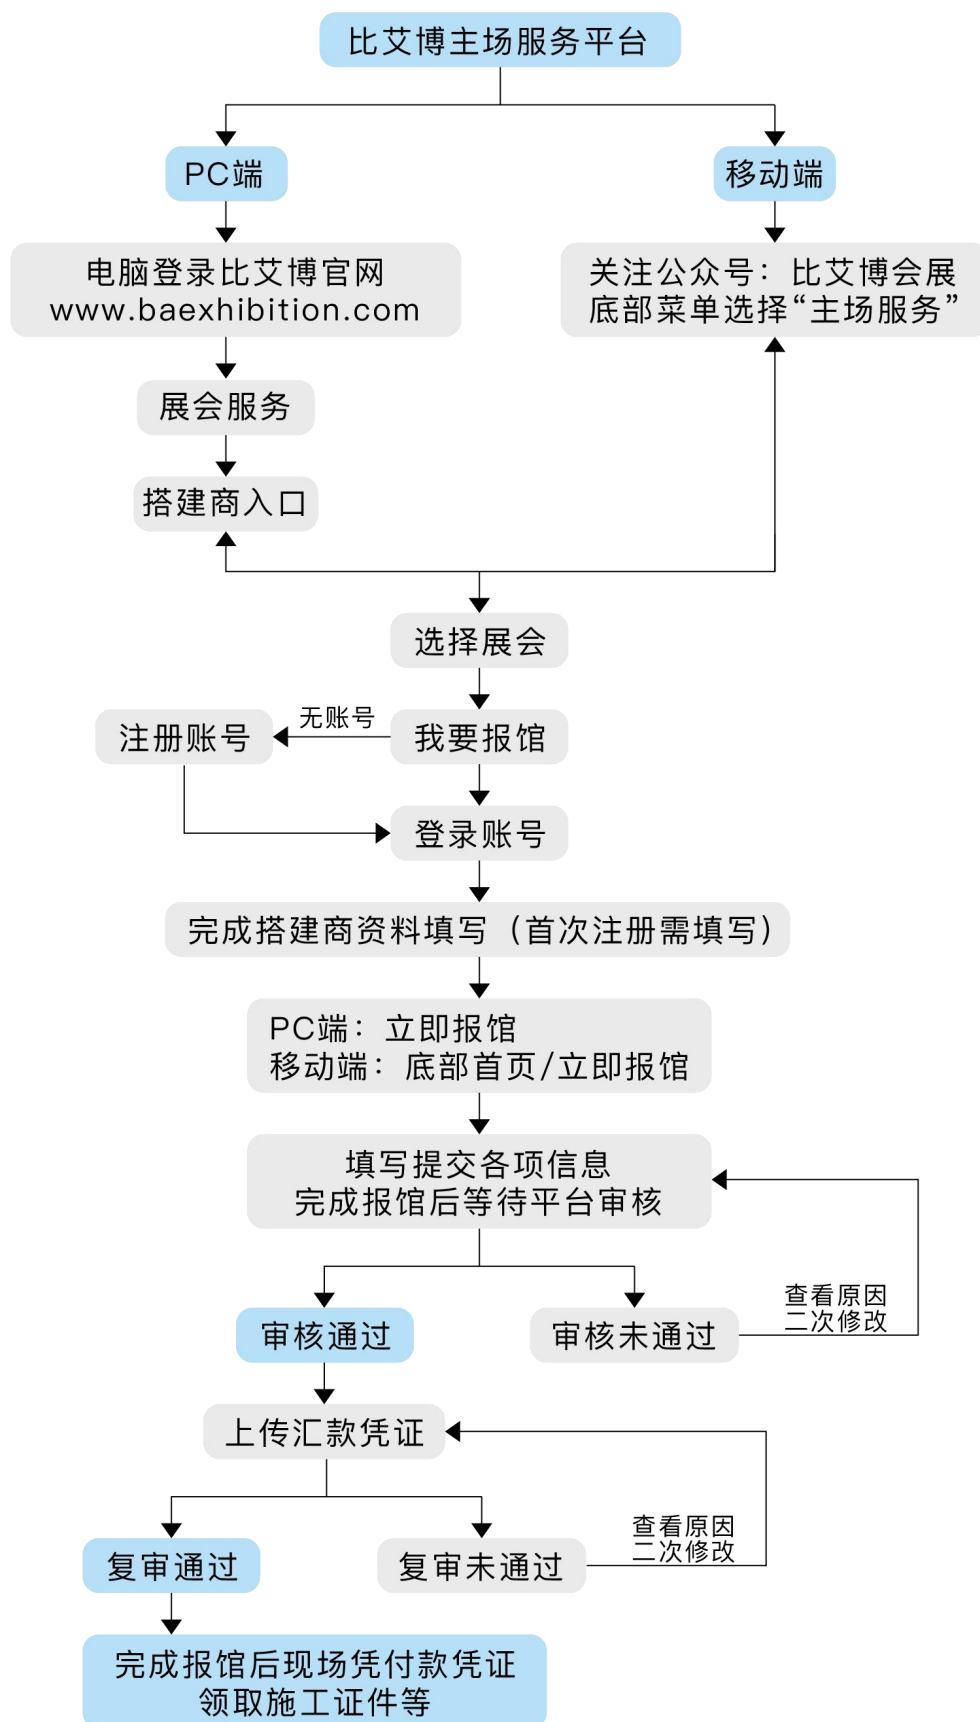 比艾博主场服务平台
PC端
移动端
电脑登录比艾博官网
www.baexhibition.com
关注公众号：比艾博会展
底部菜单选择“主场服务”
展会服务
搭建商入口
选择展会
无账号
注册账号
我要报馆
登录账号
完成搭建商资料填写（首次注册需填写）
PC端：立即报馆
移动端：底部首页/立即报馆
填写提交各项信息
完成报馆后等待平台审核
查看原因
二次修改
审核通过
审核未通过
上传汇款凭证
查看原因
二次修改
复审通过
复审未通过
完成报馆后现场凭付款凭证
领取施工证件等